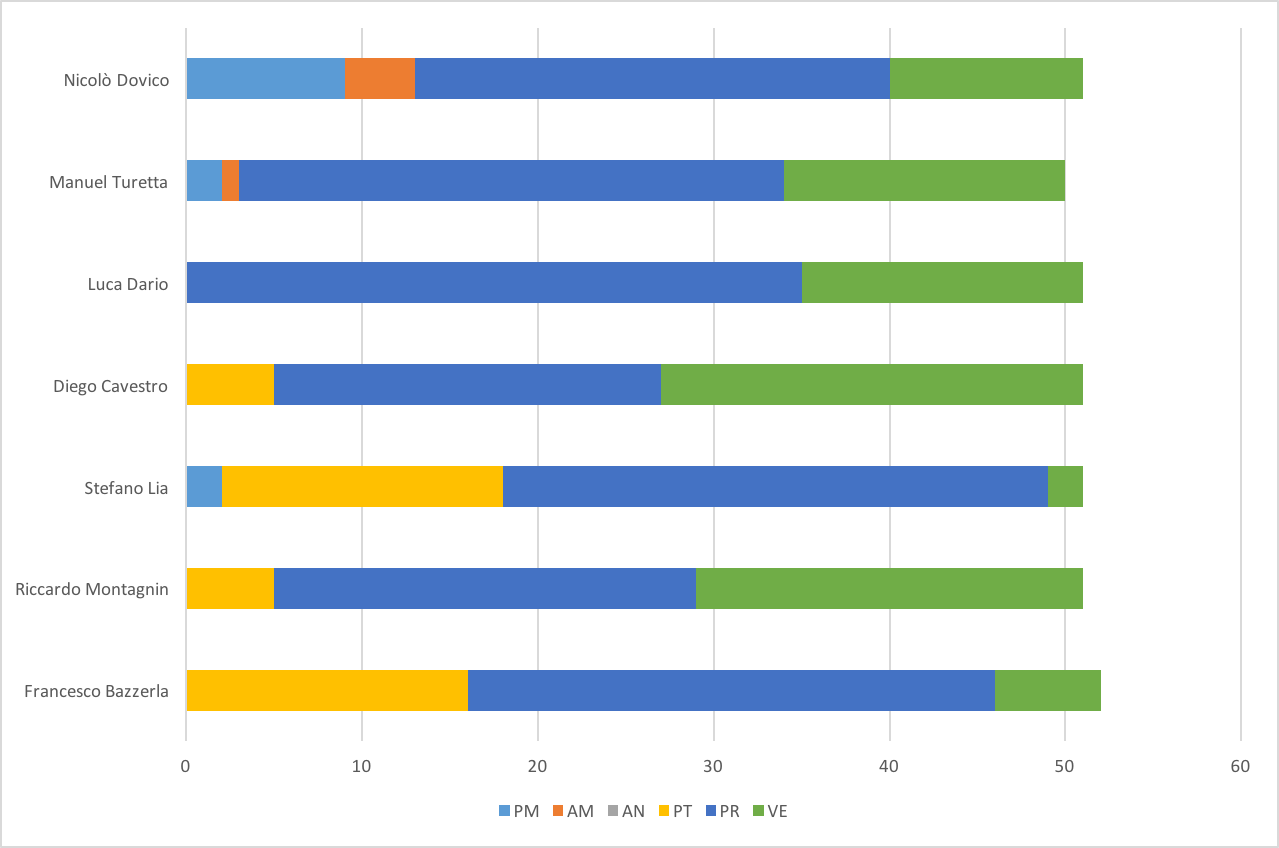 Nicolò Dovico
Manuel Turetta
Luca Dario
Diego Cavestro
Stefano Lia
Riccardo Montagnin
Francesco Bazzerla
0 10 20 30 40 50 60
PM AM AN PT PR VE